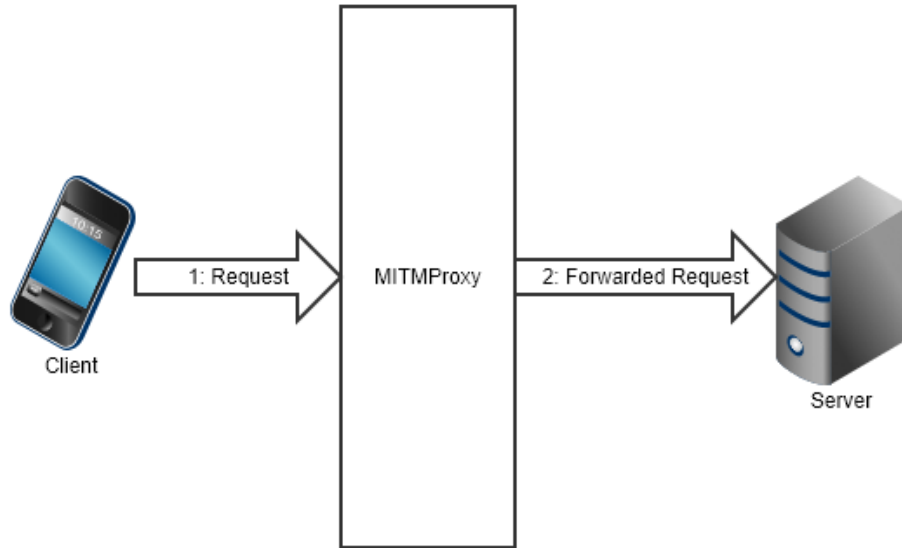 10:15
1: Request
MITMProxy
2: Forwarded Request
Client
Server